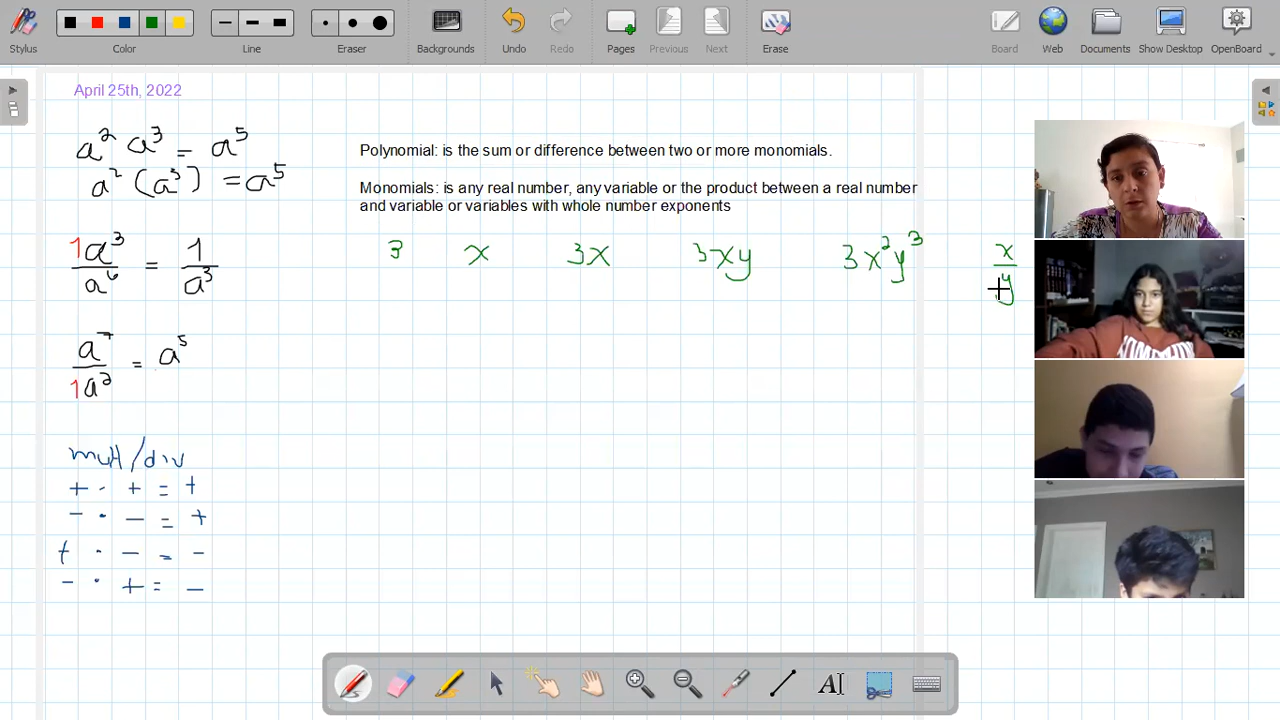 Stylus
Color
Line
Eraser
Backgrounds
Undo
Redo
Pages
Previous
Next
Erase
Board
Web
Documents
Show Desktop
OpenBoard
April 25th, 2022
a² a³ = a⁵
a² (a³) = a⁵
1a³/a⁶ = 1/a³
a⁷/1a² = a⁵
mult/div
+ · + = +
- · - = +
+ · - = -
- · + = -
Polynomial: is the sum or difference between two or more monomials.
Monomials: is any real number, any variable or the product between a real number
and variable or variables with whole number exponents
3 x 3x 3xy 3x²y³ x/y